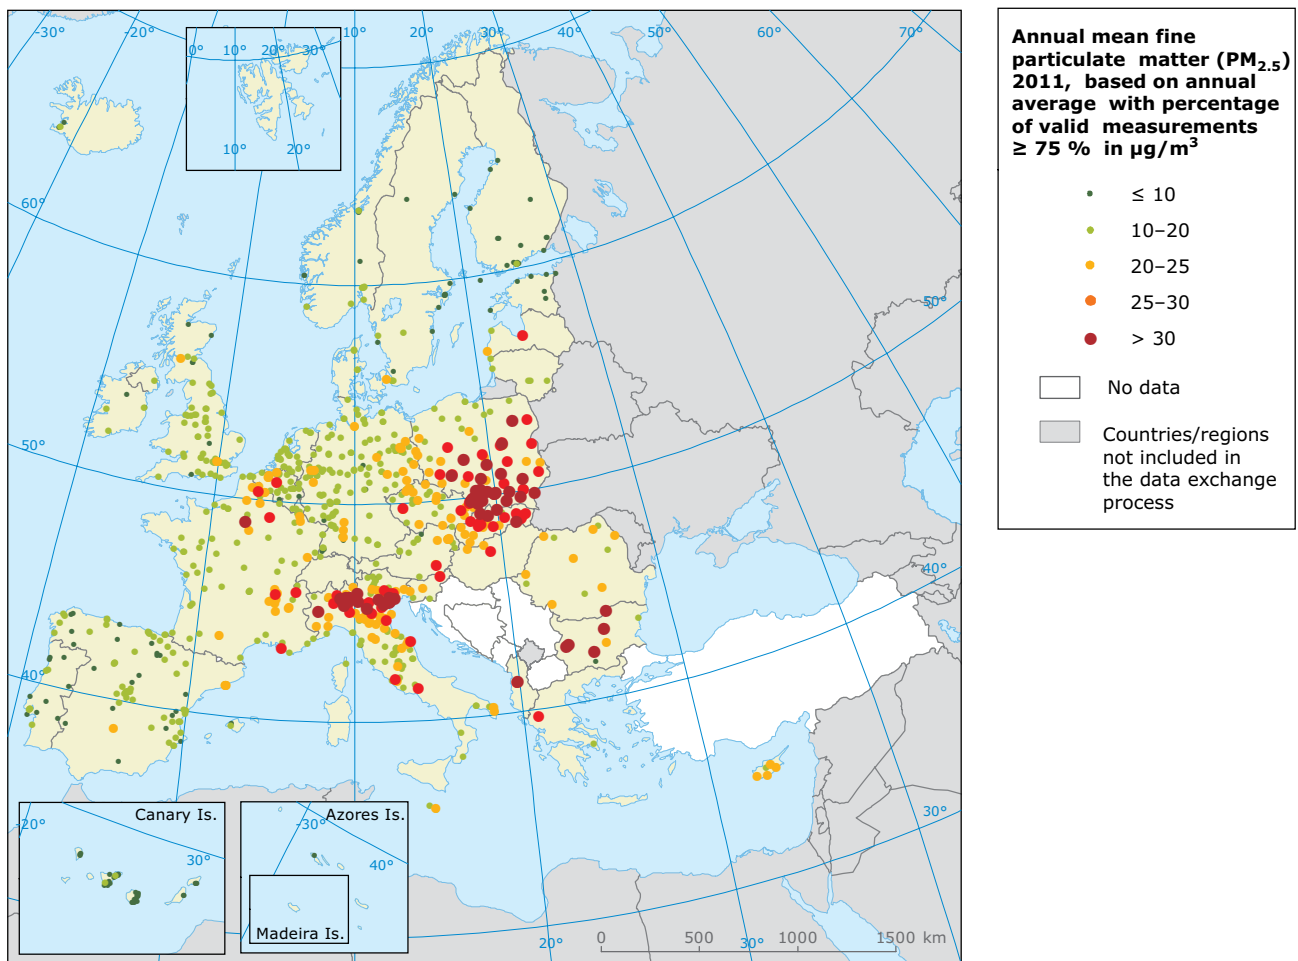 -30°
-20°
-10°
0°
10°
20°
30°
40°
50°
60°
70°
0° 10° 20° 30°
10° 20°
60°
50°
50°
40°
40°
Canary Is.
-20°
30°
Azores Is.
-30°
40°
Madeira Is.
30°
20°
30°
0 500 1000 1500 km
Annual mean fine
particulate matter (PM2.5)
2011, based on annual
average with percentage
of valid measurements
≥ 75 % in µg/m³
≤ 10
10–20
20–25
25–30
> 30
No data
Countries/regions
not included in
the data exchange
process